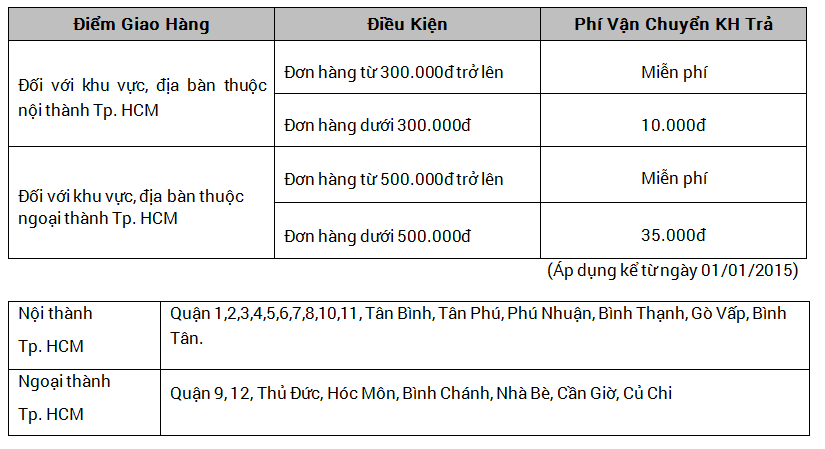 Điểm Giao Hàng Điều Kiện Phí Vận Chuyển KH Trả
Đối với khu vực, địa bàn thuộc
nội thành Tp. HCM
Đơn hàng từ 300.000đ trở lên Miễn phí
Đơn hàng dưới 300.000đ 10.000đ
Đối với khu vực, địa bàn thuộc
ngoại thành Tp. HCM
Đơn hàng từ 500.000đ trở lên Miễn phí
Đơn hàng dưới 500.000đ 35.000đ
(Áp dụng kể từ ngày 01/01/2015)
Nội thành
Tp. HCM
Quận 1,2,3,4,5,6,7,8,10,11, Tân Bình, Tân Phú, Phú Nhuận, Bình Thạnh, Gò Vấp, Bình
Tân.
Ngoại thành
Tp. HCM
Quận 9, 12, Thủ Đức, Hóc Môn, Bình Chánh, Nhà Bè, Cần Giờ, Củ Chi